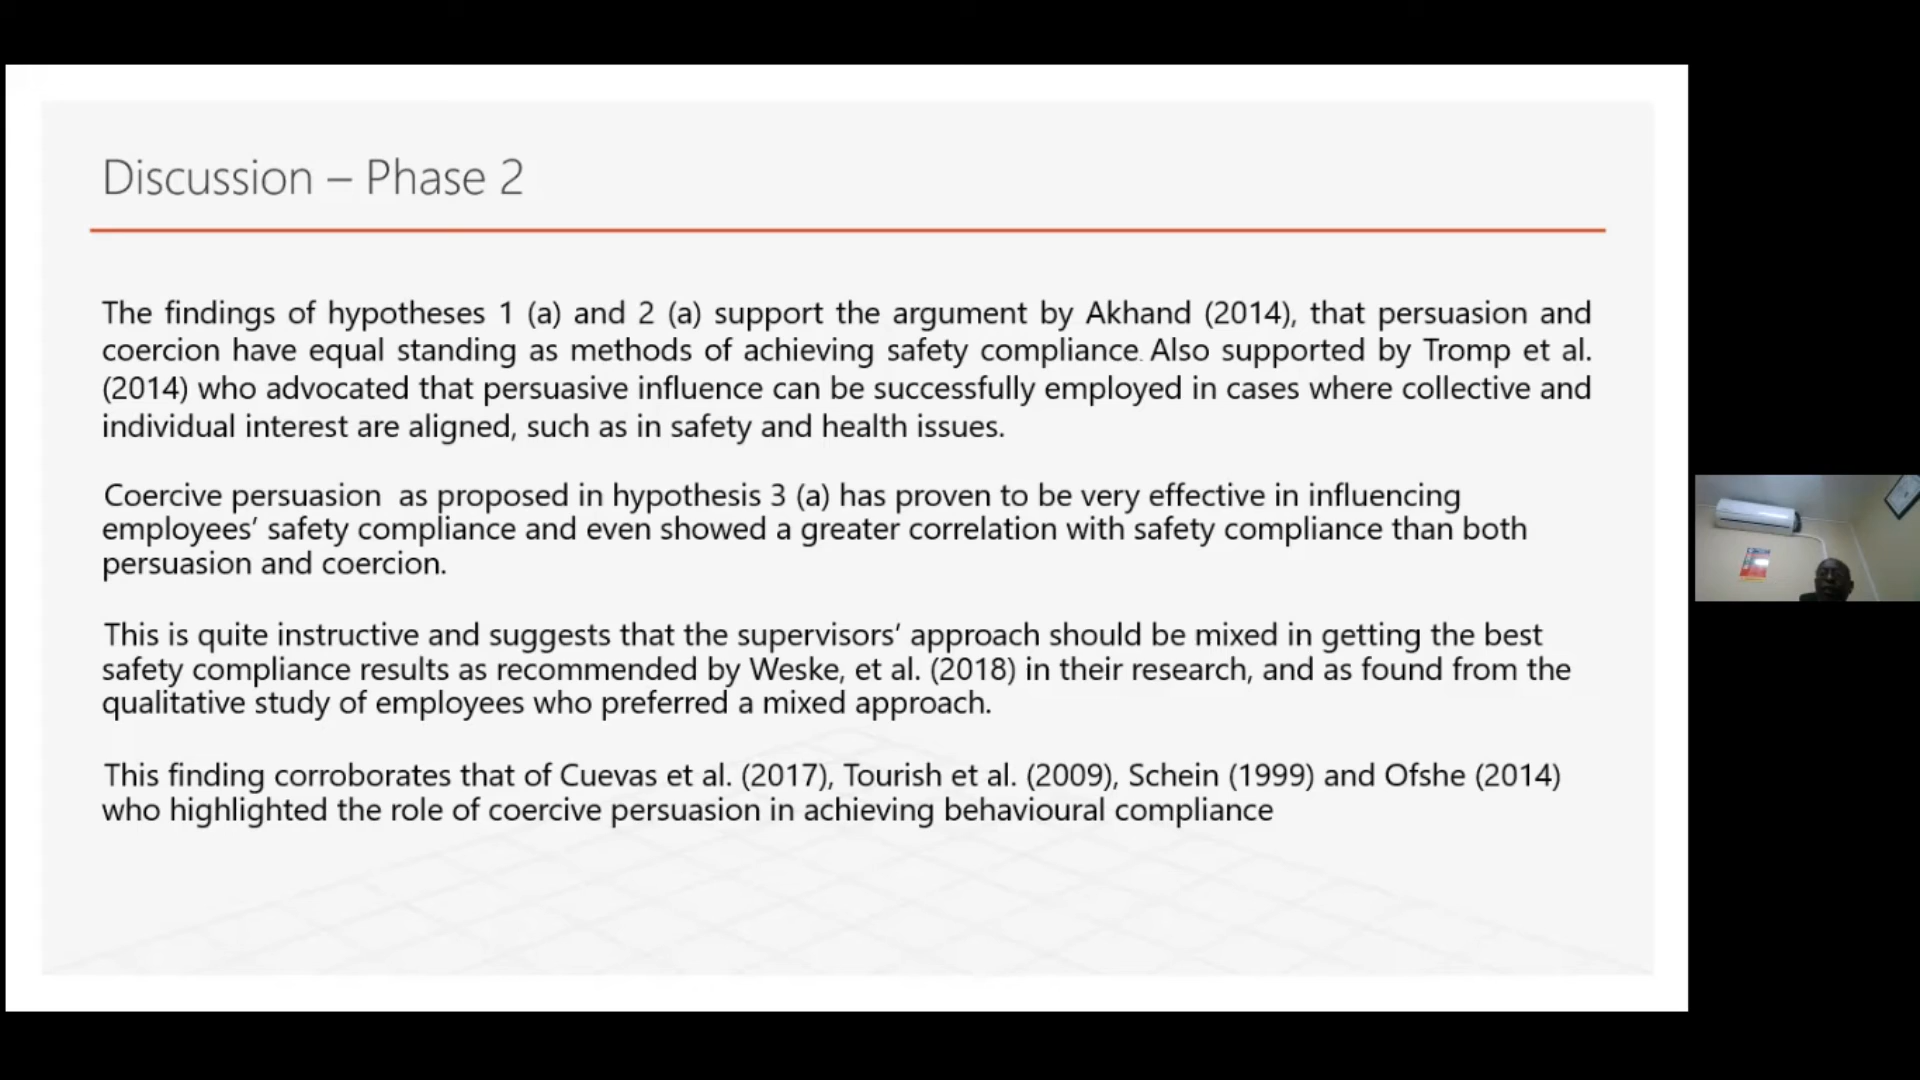 Discussion – Phase 2
The findings of hypotheses 1 (a) and 2 (a) support the argument by Akhand (2014), that persuasion and
coercion have equal standing as methods of achieving safety compliance. Also supported by Tromp et al.
(2014) who advocated that persuasive influence can be successfully employed in cases where collective and
individual interest are aligned, such as in safety and health issues.
Coercive persuasion  as proposed in hypothesis 3 (a) has proven to be very effective in influencing
employees’ safety compliance and even showed a greater correlation with safety compliance than both
persuasion and coercion.
This is quite instructive and suggests that the supervisors’ approach should be mixed in getting the best
safety compliance results as recommended by Weske, et al. (2018) in their research, and as found from the
qualitative study of employees who preferred a mixed approach.
This finding corroborates that of Cuevas et al. (2017), Tourish et al. (2009), Schein (1999) and Ofshe (2014)
who highlighted the role of coercive persuasion in achieving behavioural compliance